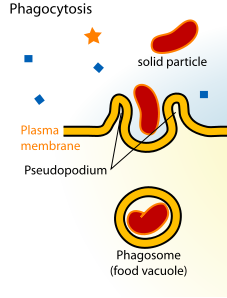 Phagocytosis
solid particle
Plasma
membrane
Pseudopodium
Phagosome
(food vacuole)